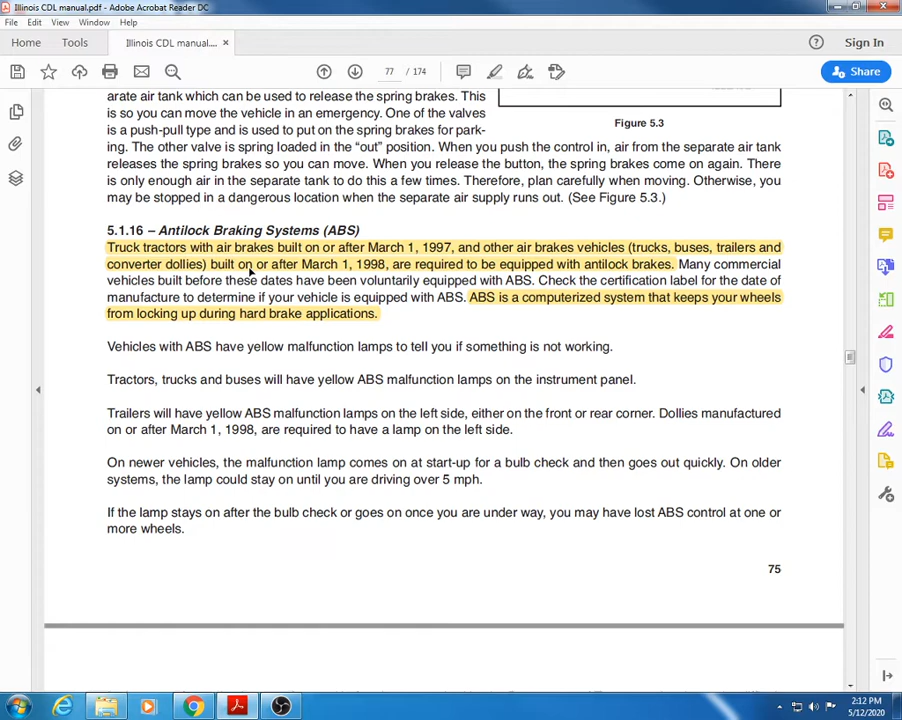 Illinois CDL manual.pdf - Adobe Acrobat Reader DC
File Edit View Window Help
Home Tools Illinois CDL manual.... × Sign In
77 / 174 Share
arate air tank which can be used to release the spring brakes. This
is so you can move the vehicle in an emergency. One of the valves
is a push-pull type and is used to put on the spring brakes for park-
ing. The other valve is spring loaded in the “out” position. When you push the control in, air from the separate air tank
releases the spring brakes so you can move. When you release the button, the spring brakes come on again. There
is only enough air in the separate tank to do this a few times. Therefore, plan carefully when moving. Otherwise, you
may be stopped in a dangerous location when the separate air supply runs out. (See Figure 5.3.)
Figure 5.3
5.1.16 – Antilock Braking Systems (ABS)
Truck tractors with air brakes built on or after March 1, 1997, and other air brakes vehicles (trucks, buses, trailers and
converter dollies) built on or after March 1, 1998, are required to be equipped with antilock brakes. Many commercial
vehicles built before these dates have been voluntarily equipped with ABS. Check the certification label for the date of
manufacture to determine if your vehicle is equipped with ABS. ABS is a computerized system that keeps your wheels
from locking up during hard brake applications.
Vehicles with ABS have yellow malfunction lamps to tell you if something is not working.
Tractors, trucks and buses will have yellow ABS malfunction lamps on the instrument panel.
Trailers will have yellow ABS malfunction lamps on the left side, either on the front or rear corner. Dollies manufactured
on or after March 1, 1998, are required to have a lamp on the left side.
On newer vehicles, the malfunction lamp comes on at start-up for a bulb check and then goes out quickly. On older
systems, the lamp could stay on until you are driving over 5 mph.
If the lamp stays on after the bulb check or goes on once you are under way, you may have lost ABS control at one or
more wheels.
75
2:12 PM
5/12/2020